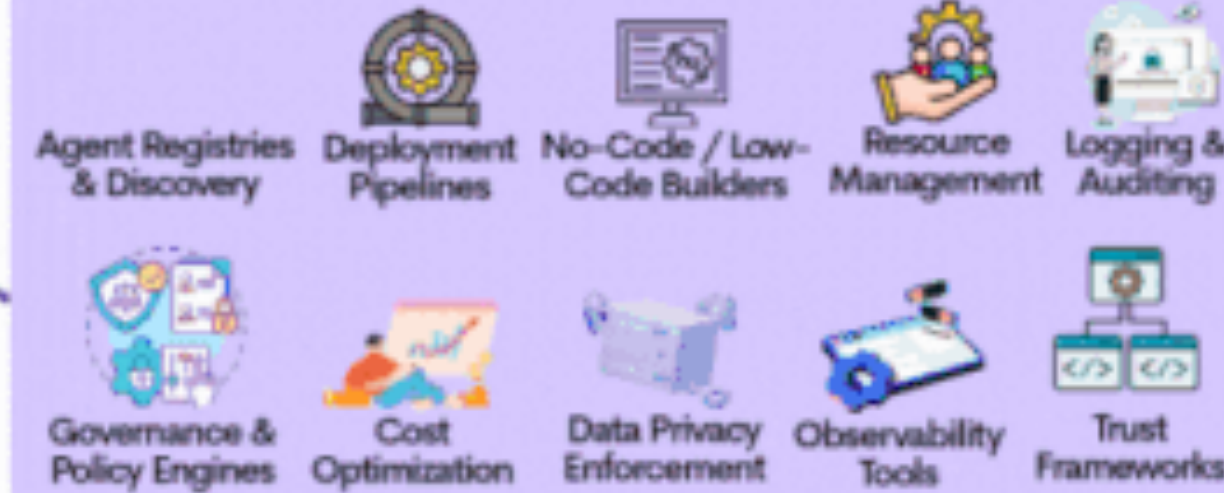 Agent Registries
& Discovery
Deployment
Pipelines
No-Code / Low-
Code Builders
Resource
Management
Logging &
Auditing
Governance &
Policy Engines
Cost
Optimization
Data Privacy
Enforcement
Observability
Tools
Trust
Frameworks